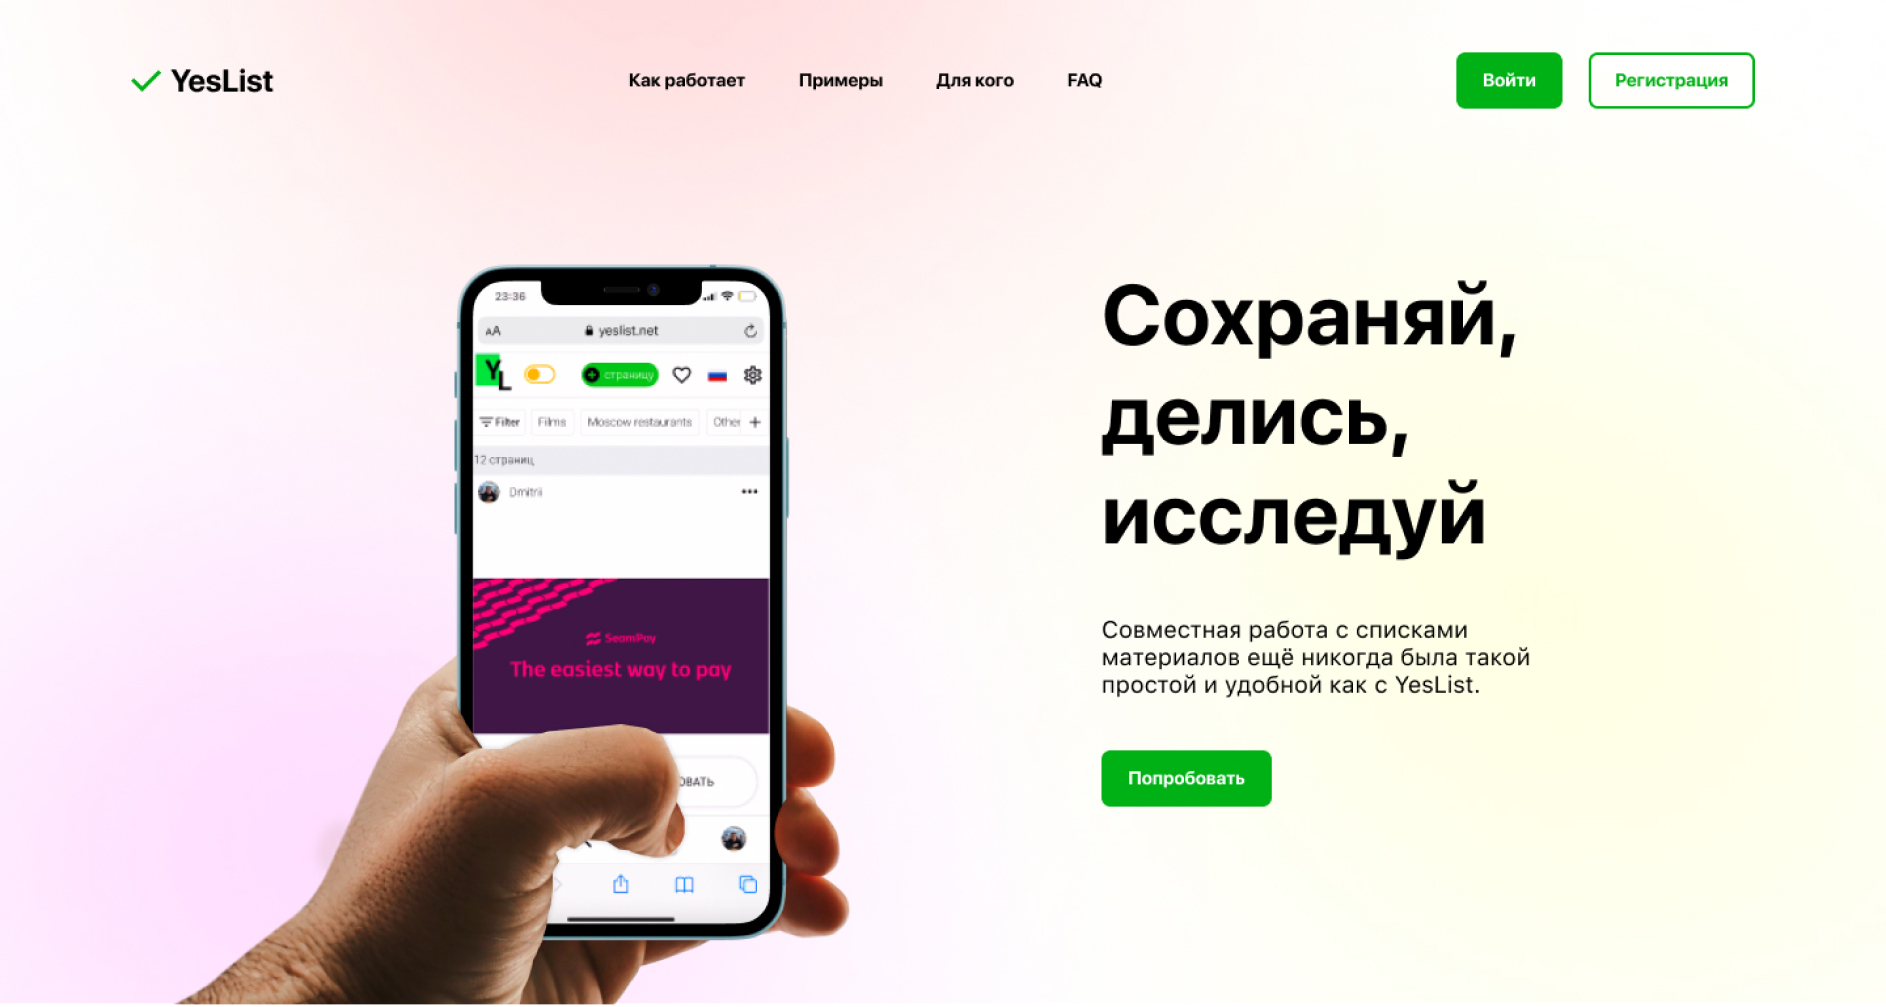 YesList
Как работает
Примеры
Для кого
FAQ
Войти
Регистрация
23:36
AA
yeslist.net
YL
страницу
Filter
Films
Moscow restaurants
Other
12 страниц
Dmitrii
SeamPay
The easiest way to pay
ОВАТЬ
Сохраняй,
делись,
исследуй
Совместная работа с списками
материалов ещё никогда была такой
простой и удобной как с YesList.
Попробовать